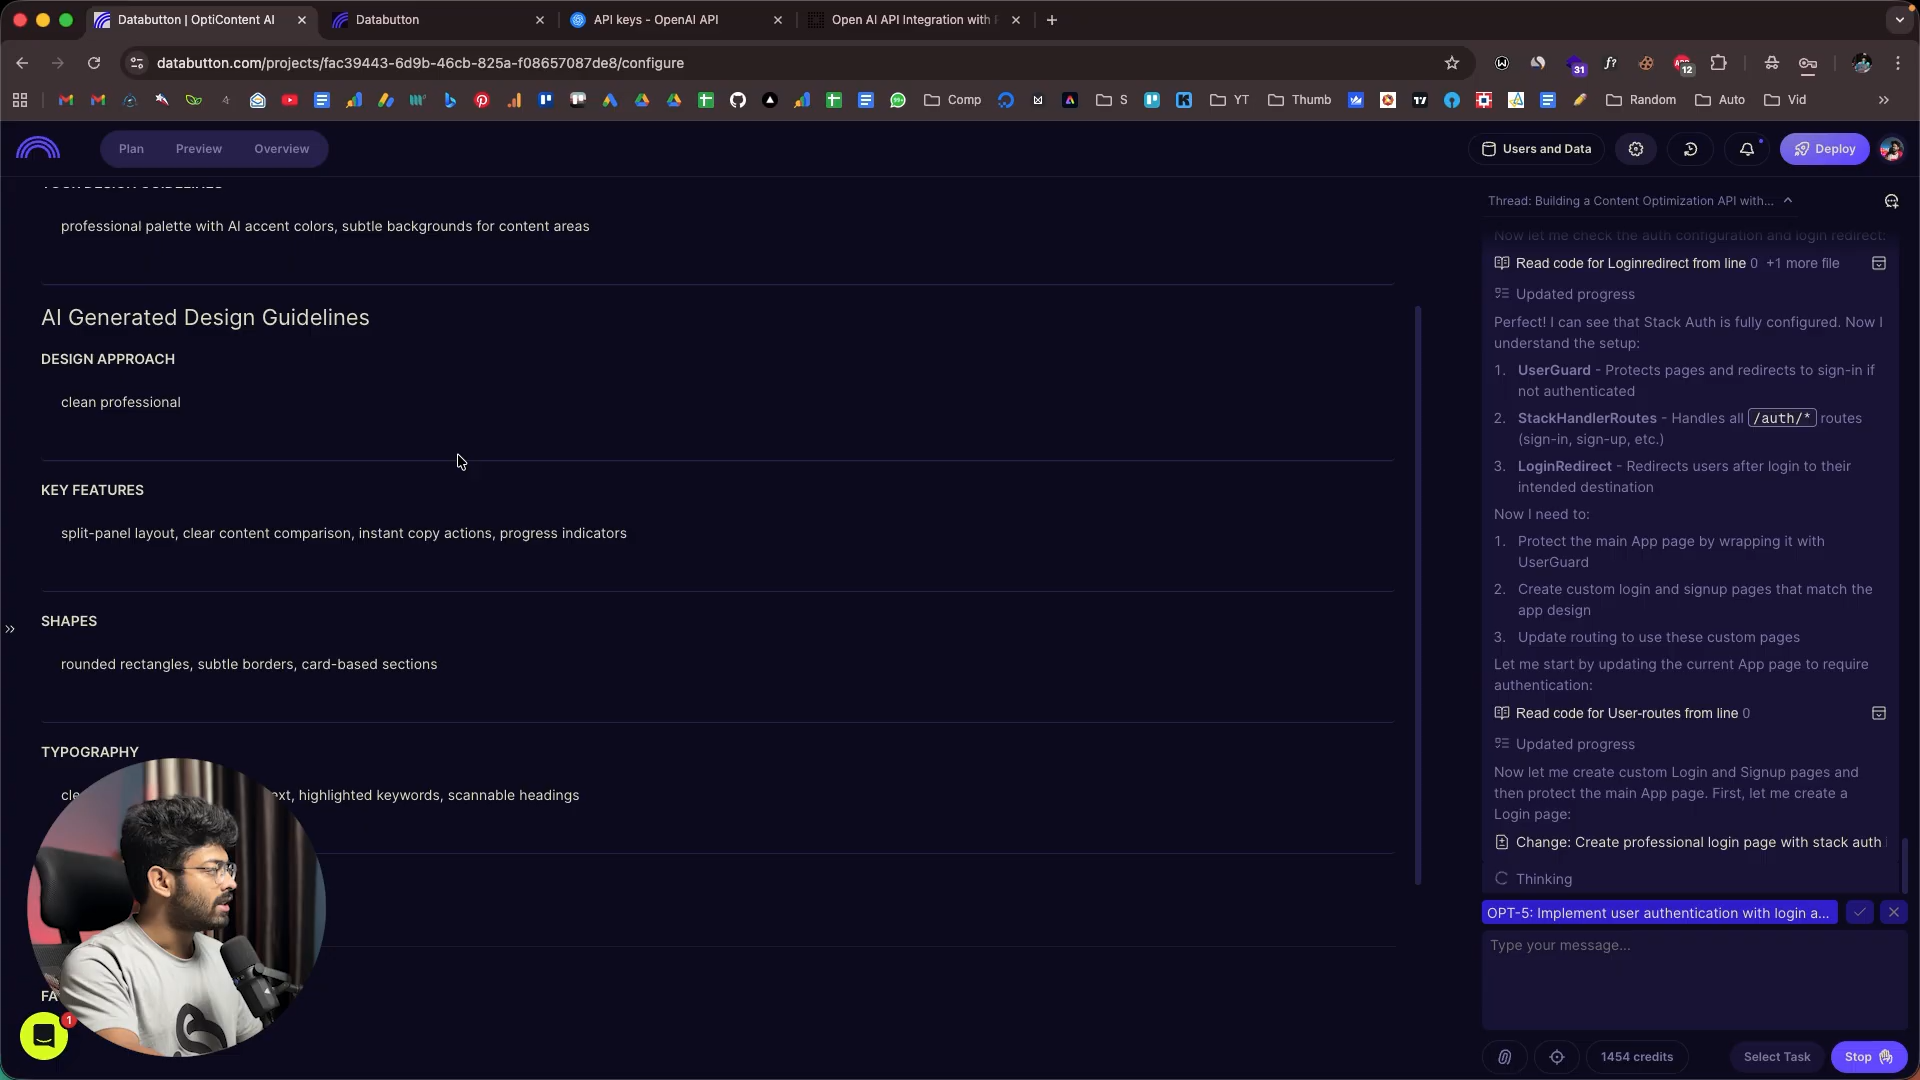 Databutton | OptiContent AI
Databutton
API keys - OpenAI API
Open AI API Integration with
databutton.com/projects/fac39443-6d9b-46cb-825a-f08657087de8/configure
31
f?
12
Comp
S
YT
Thumb
Random
Auto
Vid
Plan
Preview
Overview
Users and Data
Deploy
YOUR DESIGN GUIDELINES
professional palette with AI accent colors, subtle backgrounds for content areas
AI Generated Design Guidelines
DESIGN APPROACH
clean professional
KEY FEATURES
split-panel layout, clear content comparison, instant copy actions, progress indicators
SHAPES
rounded rectangles, subtle borders, card-based sections
TYPOGRAPHY
cle
ext, highlighted keywords, scannable headings
FA
1
Thread: Building a Content Optimization API with...
Now let me check the auth configuration and login redirect:
Read code for Loginredirect from line 0 +1 more file
Updated progress
Perfect! I can see that Stack Auth is fully configured. Now I
understand the setup:
1. UserGuard - Protects pages and redirects to sign-in if
not authenticated
2. StackHandlerRoutes - Handles all /auth/* routes
(sign-in, sign-up, etc.)
3. LoginRedirect - Redirects users after login to their
intended destination
Now I need to:
1. Protect the main App page by wrapping it with
UserGuard
2. Create custom login and signup pages that match the
app design
3. Update routing to use these custom pages
Let me start by updating the current App page to require
authentication:
Read code for User-routes from line 0
Updated progress
Now let me create custom Login and Signup pages and
then protect the main App page. First, let me create a
Login page:
Change: Create professional login page with stack auth
Thinking
OPT-5: Implement user authentication with login a...
Type your message...
1454 credits
Select Task
Stop